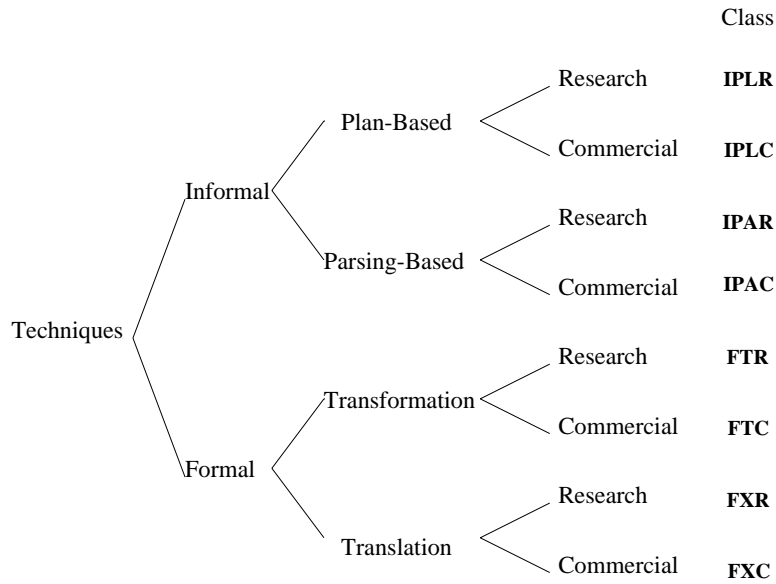 Class
Research IPLR
Plan-Based
Commercial IPLC
Informal
Research IPAR
Parsing-Based
Commercial IPAC
Techniques
Research FTR
Transformation
Commercial FTC
Formal
Research FXR
Translation
Commercial FXC